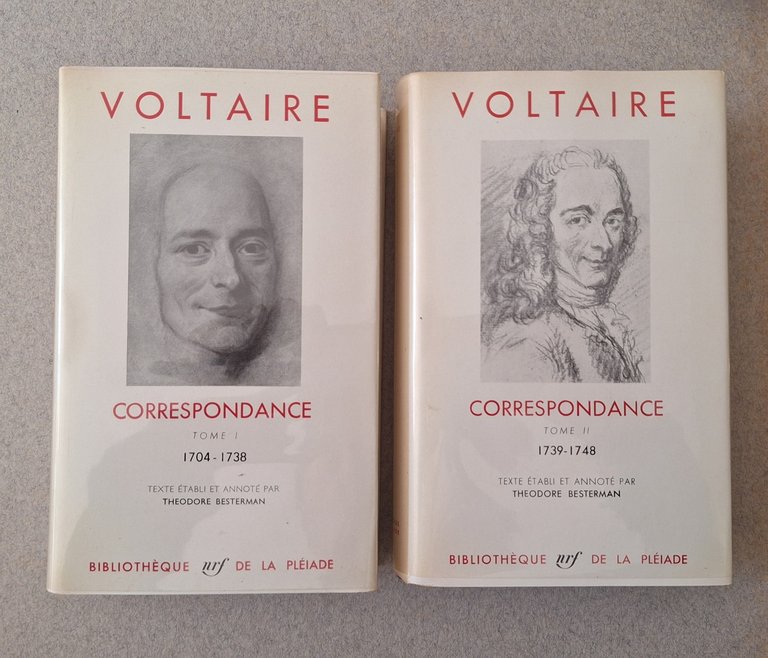 VOLTAIRE
CORRESPONDANCE
TOME I
1704-1738
TEXTE ÉTABLI ET ANNOTÉ PAR
THEODORE BESTERMAN
BIBLIOTHÈQUE nrf DE LA PLÉIADE
VOLTAIRE
CORRESPONDANCE
TOME II
1739-1748
TEXTE ÉTABLI ET ANNOTÉ PAR
THEODORE BESTERMAN
BIBLIOTHÈQUE nrf DE LA PLÉIADE